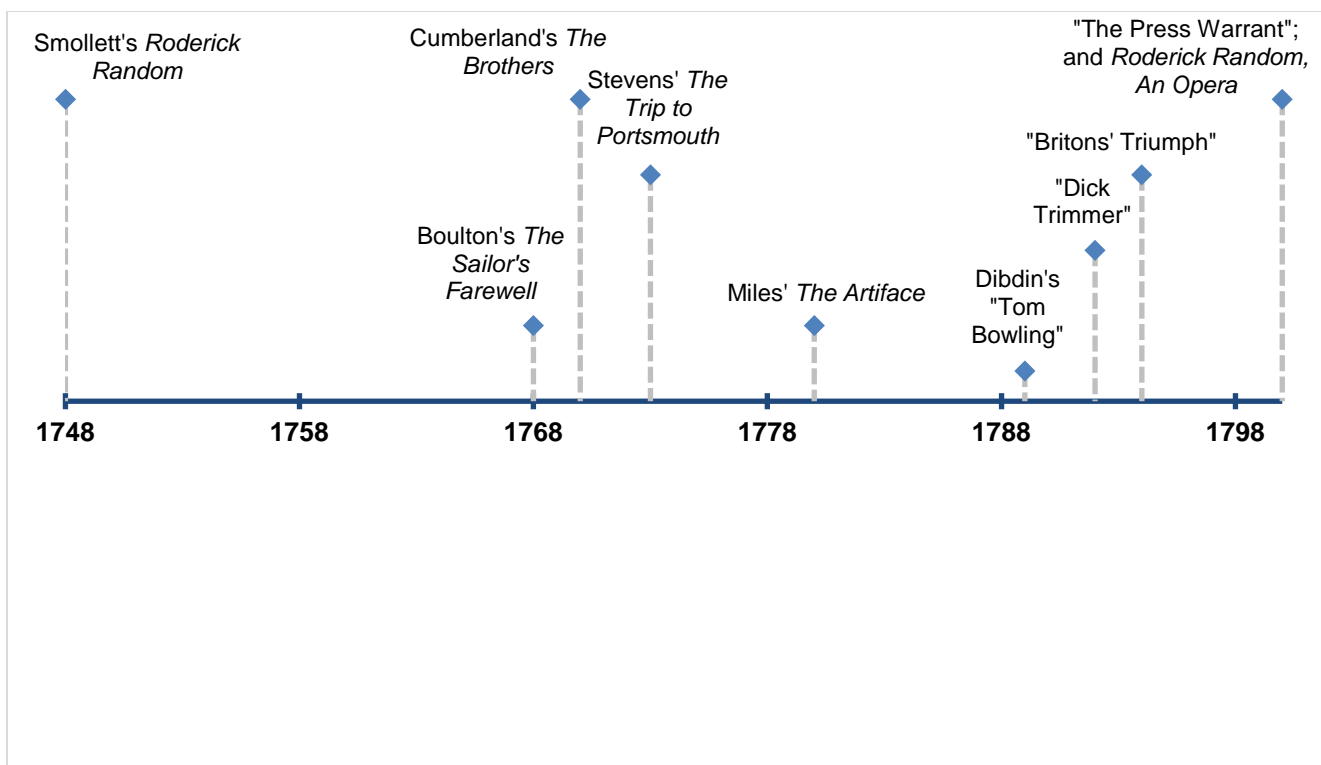 Smollett's Roderick
Random
Cumberland's The
Brothers
Stevens' The
Trip to
Portsmouth
"The Press Warrant";
and Roderick Random,
An Opera
"Britons' Triumph"
"Dick
Trimmer"
Boulton's The
Sailor's
Farewell
Miles' The Artiface
Dibdin's
"Tom
Bowling"
1748
1758
1768
1778
1788
1798